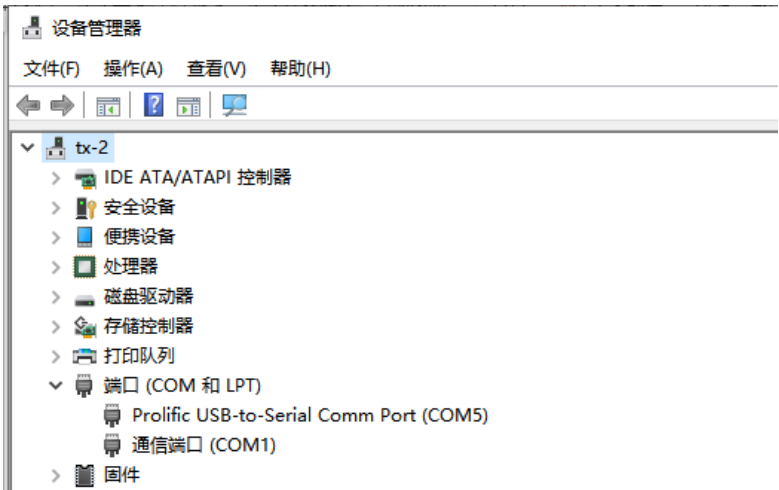 设备管理器
文件(F) 操作(A) 查看(V) 帮助(H)
?
tx-2
IDE ATA/ATAPI 控制器
安全设备
便携设备
处理器
磁盘驱动器
存储控制器
打印队列
端口 (COM 和 LPT)
Prolific USB-to-Serial Comm Port (COM5)
通信端口 (COM1)
固件